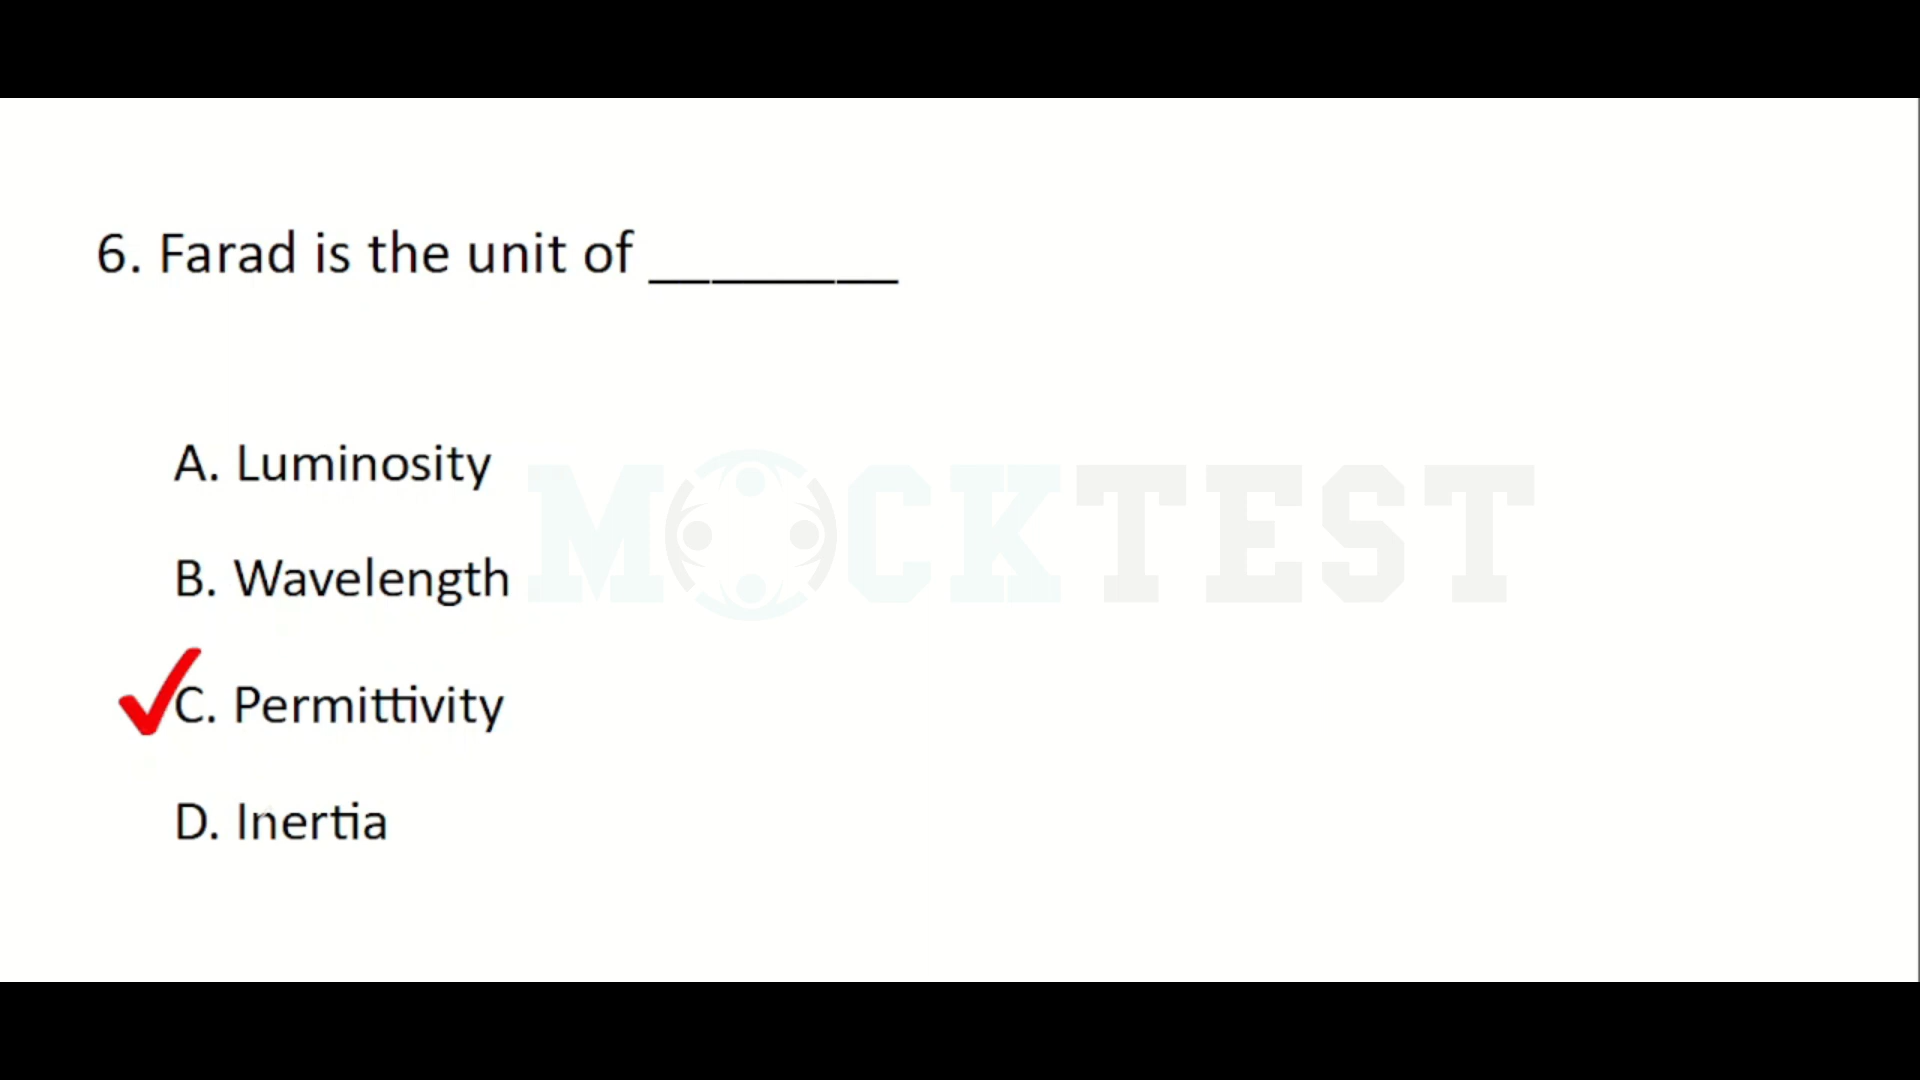 6. Farad is the unit of ________
A. Luminosity
MOCKTEST
B. Wavelength
C. Permittivity
D. Inertia